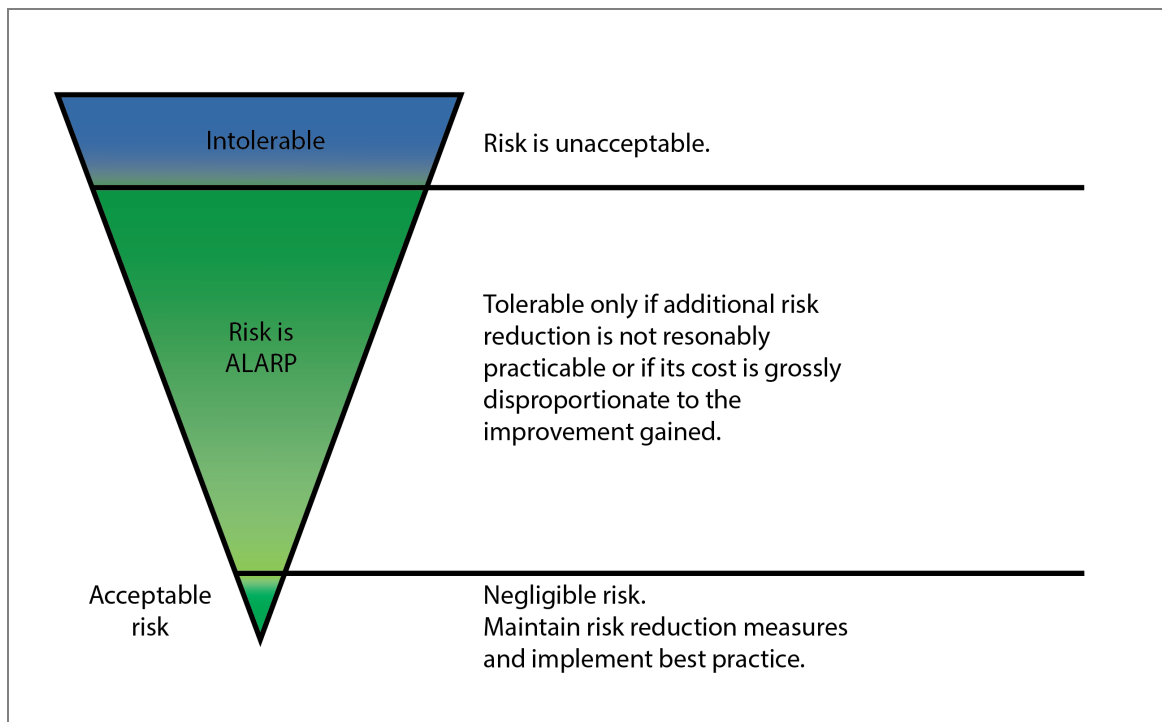 Intolerable
Risk is unacceptable.
Risk is
ALARP
Tolerable only if additional risk
reduction is not resonably
practicable or if its cost is grossly
disproportionate to the
improvement gained.
Acceptable
risk
Negligible risk.
Maintain risk reduction measures
and implement best practice.